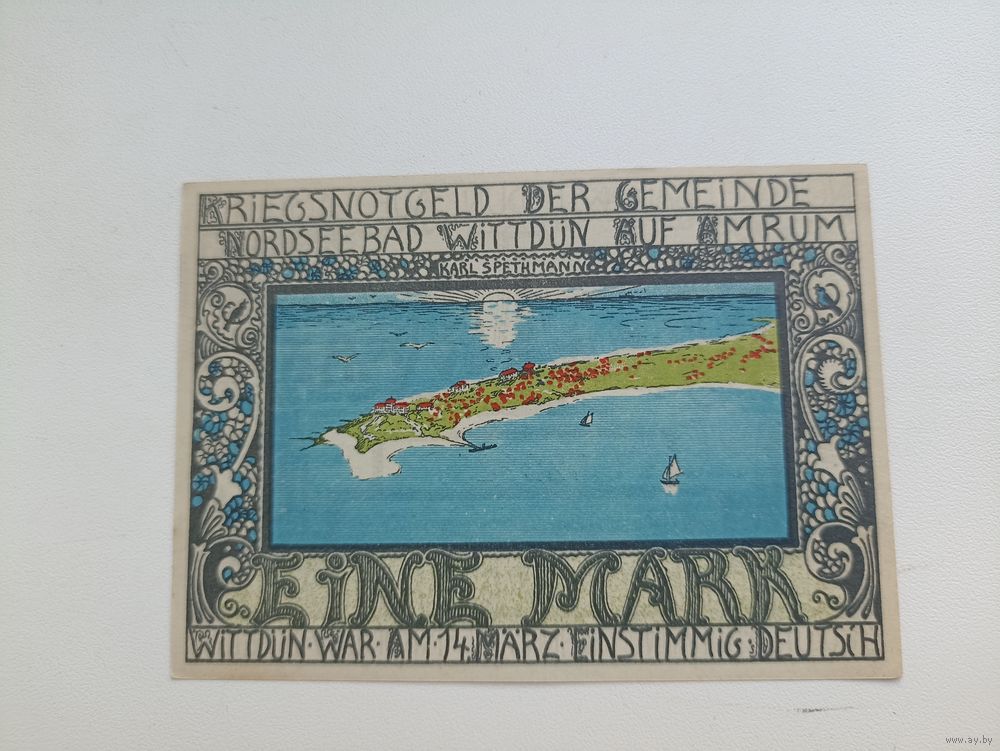 KRiEGSNOTGELD DER GEMEiNDE
NORDSEEBAD WiTTDÜN AUF AMRUM
KARL SPETHMANN
EiNE MARK
WiTTDÜN · WAR · AM · 14. MÄRZ · EiNSTiMMiG · DEUTSCH
www.ay.by